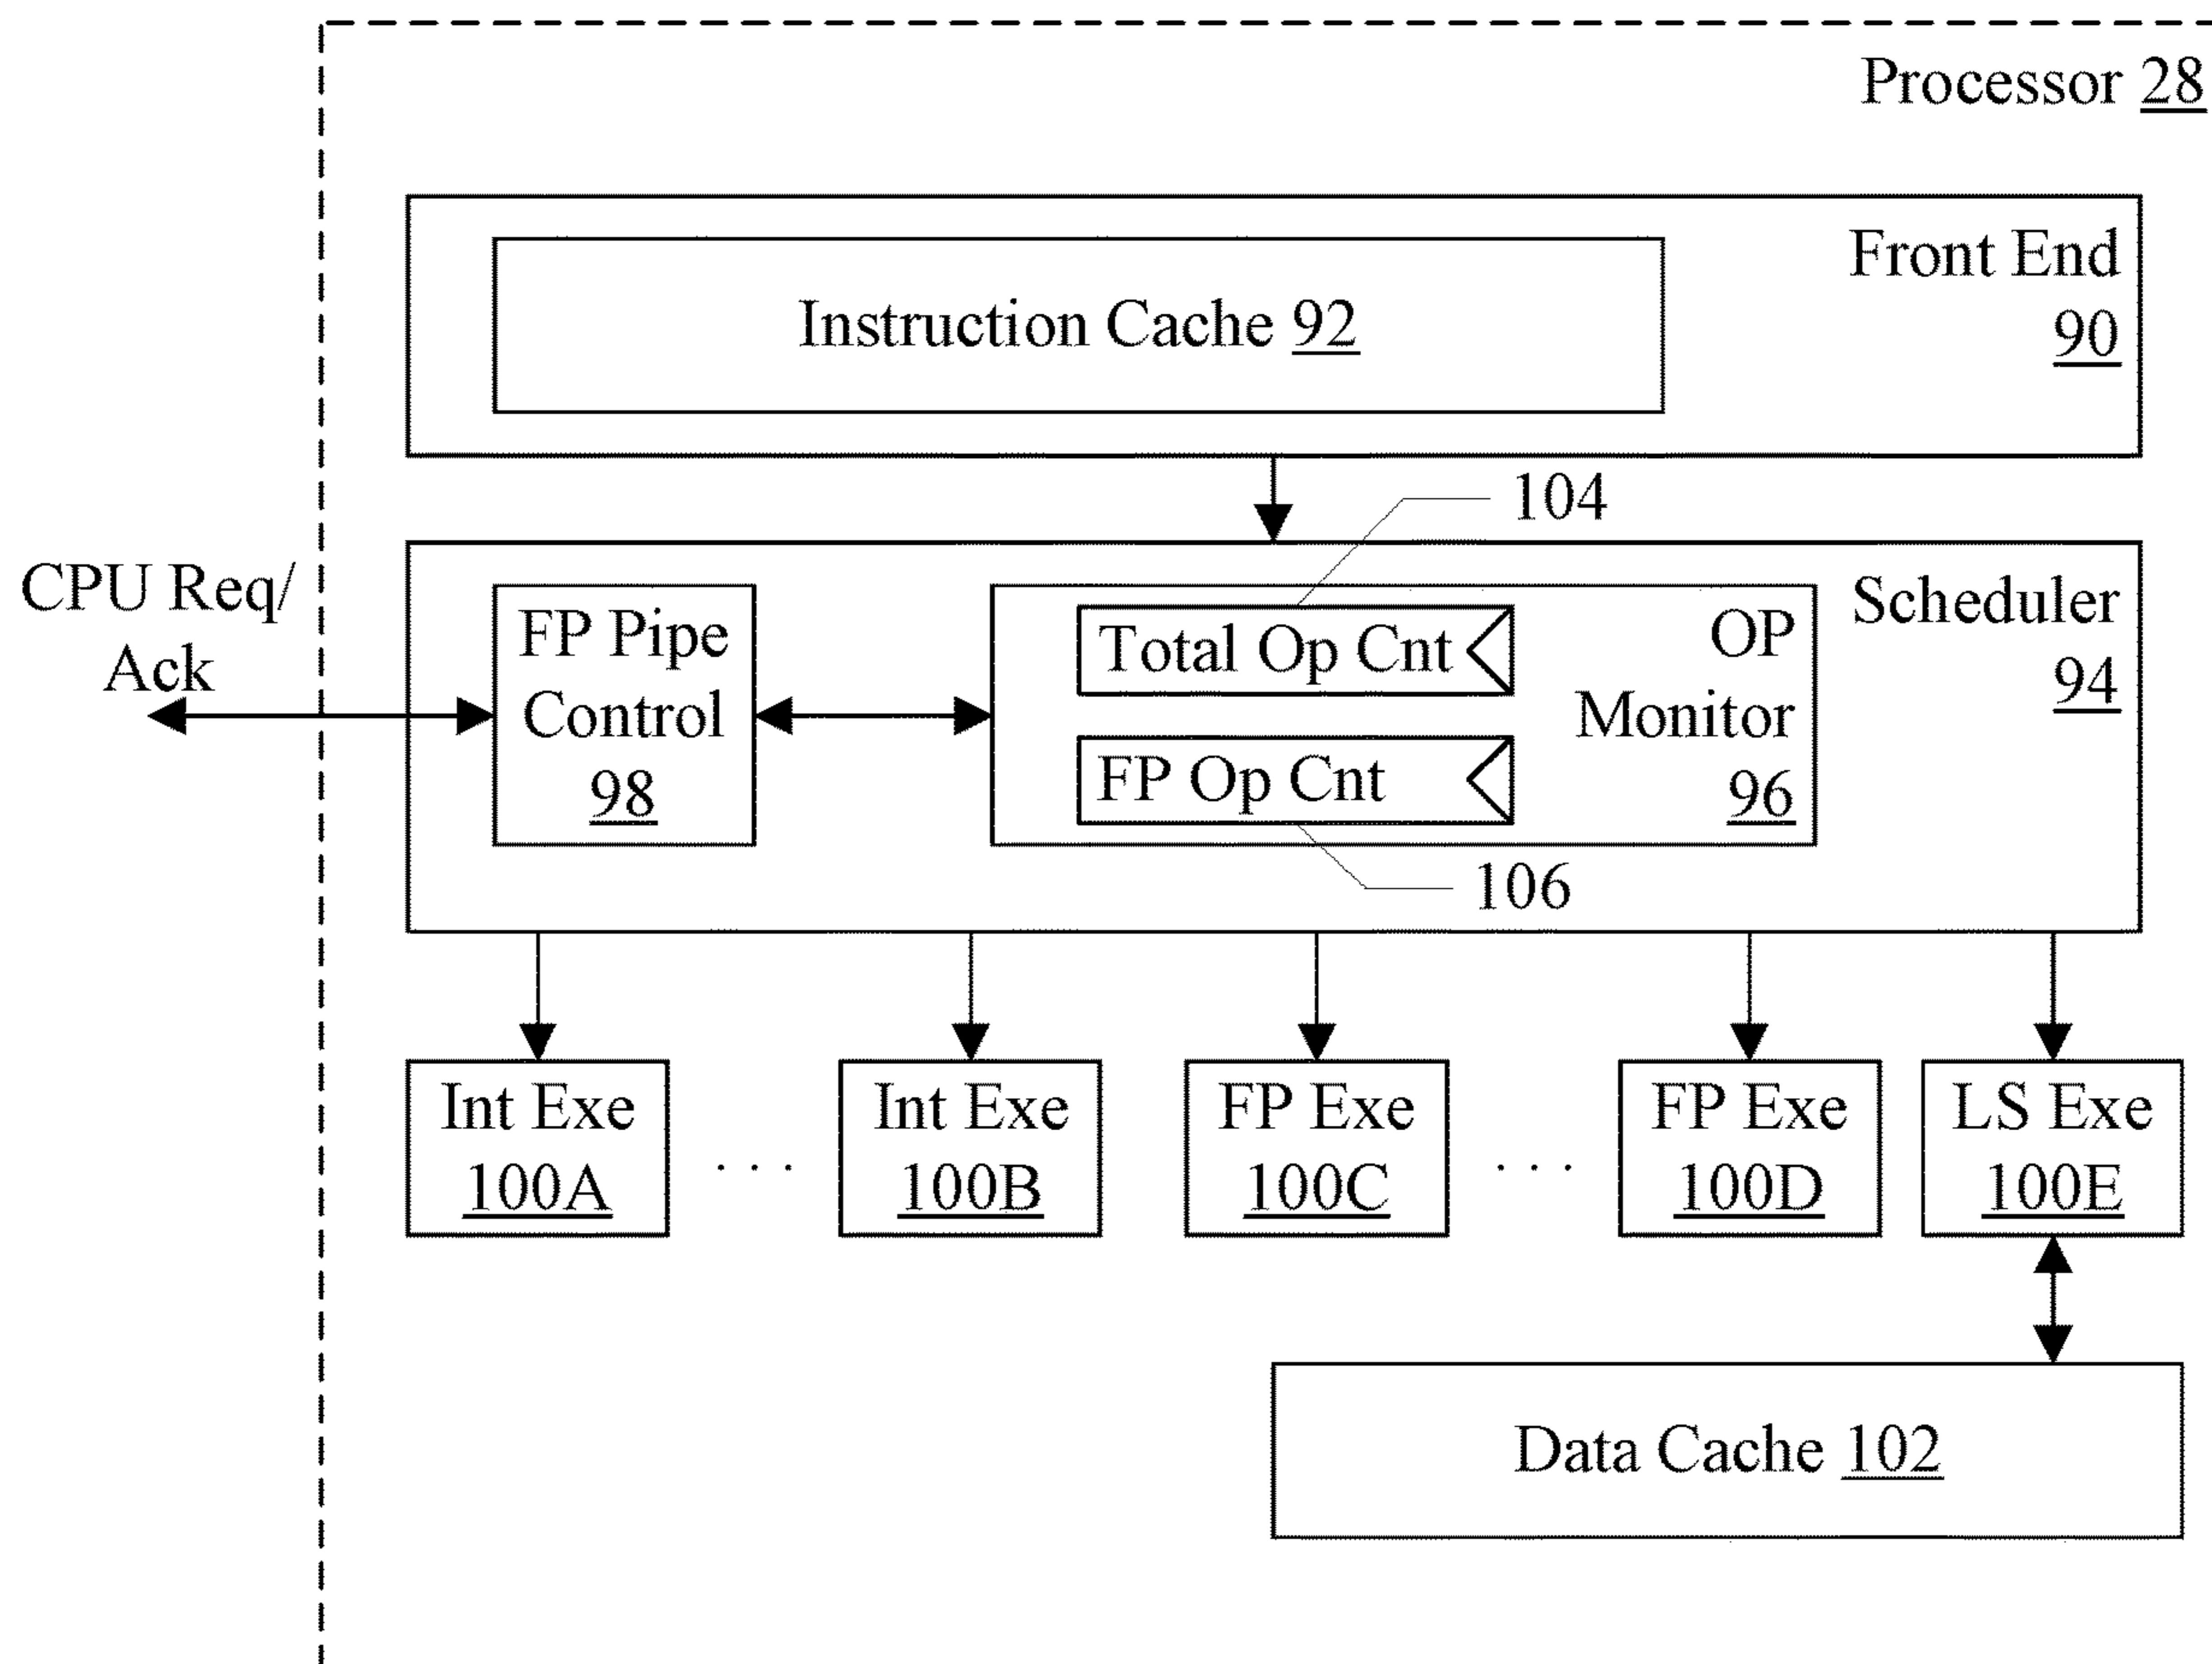 Processor 28
Front End
90
Instruction Cache 92
104
CPU Req/
Ack
FP Pipe
Control
98
Total Op Cnt
FP Op Cnt
OP
Monitor
96
Scheduler
94
106
Int Exe
100A
. . .
Int Exe
100B
FP Exe
100C
. . .
FP Exe
100D
LS Exe
100E
Data Cache 102